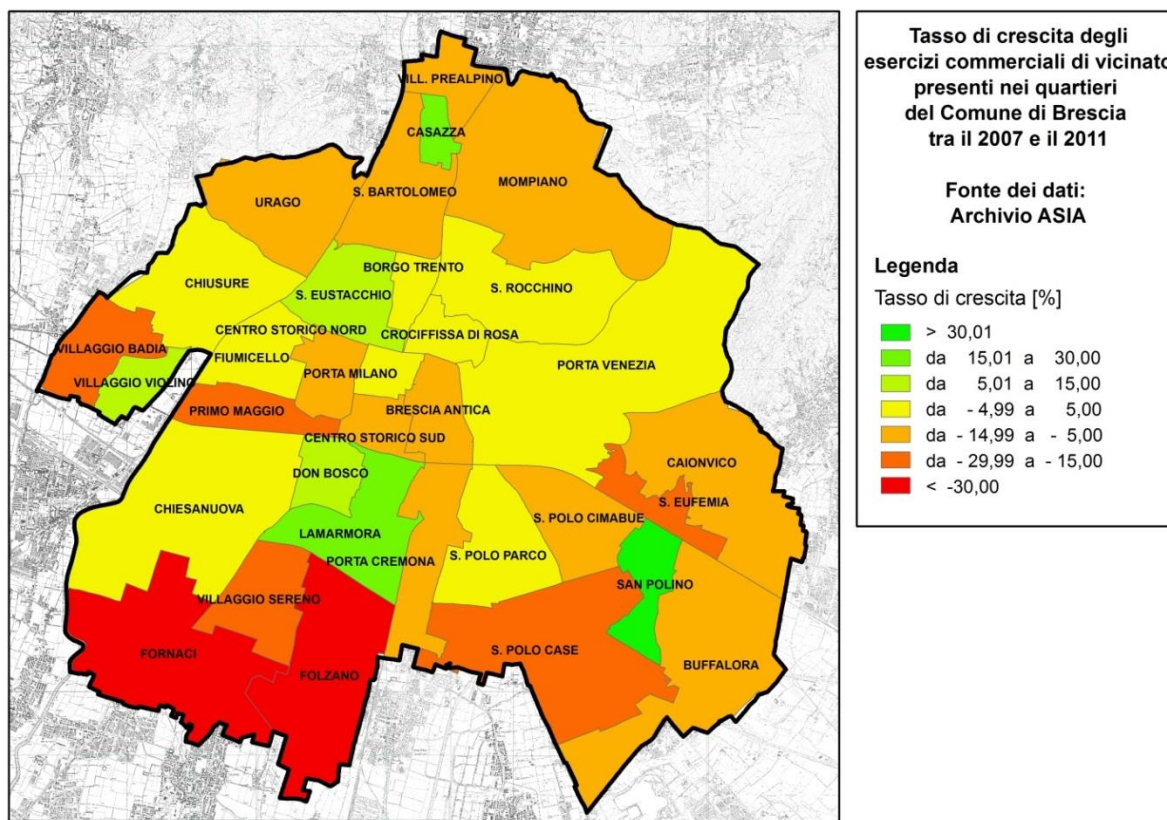 Tasso di crescita degli
esercizi commerciali di vicinato
presenti nei quartieri
del Comune di Brescia
tra il 2007 e il 2011
Fonte dei dati:
Archivio ASIA
Legenda
Tasso di crescita [%]
> 30,01
da 15,01 a 30,00
da 5,01 a 15,00
da - 4,99 a 5,00
da - 14,99 a - 5,00
da - 29,99 a - 15,00
< -30,00
VILL. PREALPINO
CASAZZA
MOMPIANO
S. BARTOLOMEO
URAGO
BORGO TRENTO
CHIUSURE
S. EUSTACCHIO
S. ROCCHINO
CENTRO STORICO NORD
CROCIFISSA DI ROSA
VILLAGGIO BADIA
FIUMICELLO
PORTA VENEZIA
PORTA MILANO
VILLAGGIO VIOLINO
PRIMO MAGGIO
BRESCIA ANTICA
CENTRO STORICO SUD
CAIONVICO
DON BOSCO
S. EUFEMIA
CHIESANUOVA
S. POLO CIMABUE
LAMARMORA
S. POLO PARCO
PORTA CREMONA
SAN POLINO
VILLAGGIO SERENO
FORNACI
S. POLO CASE
BUFFALORA
FOLZANO